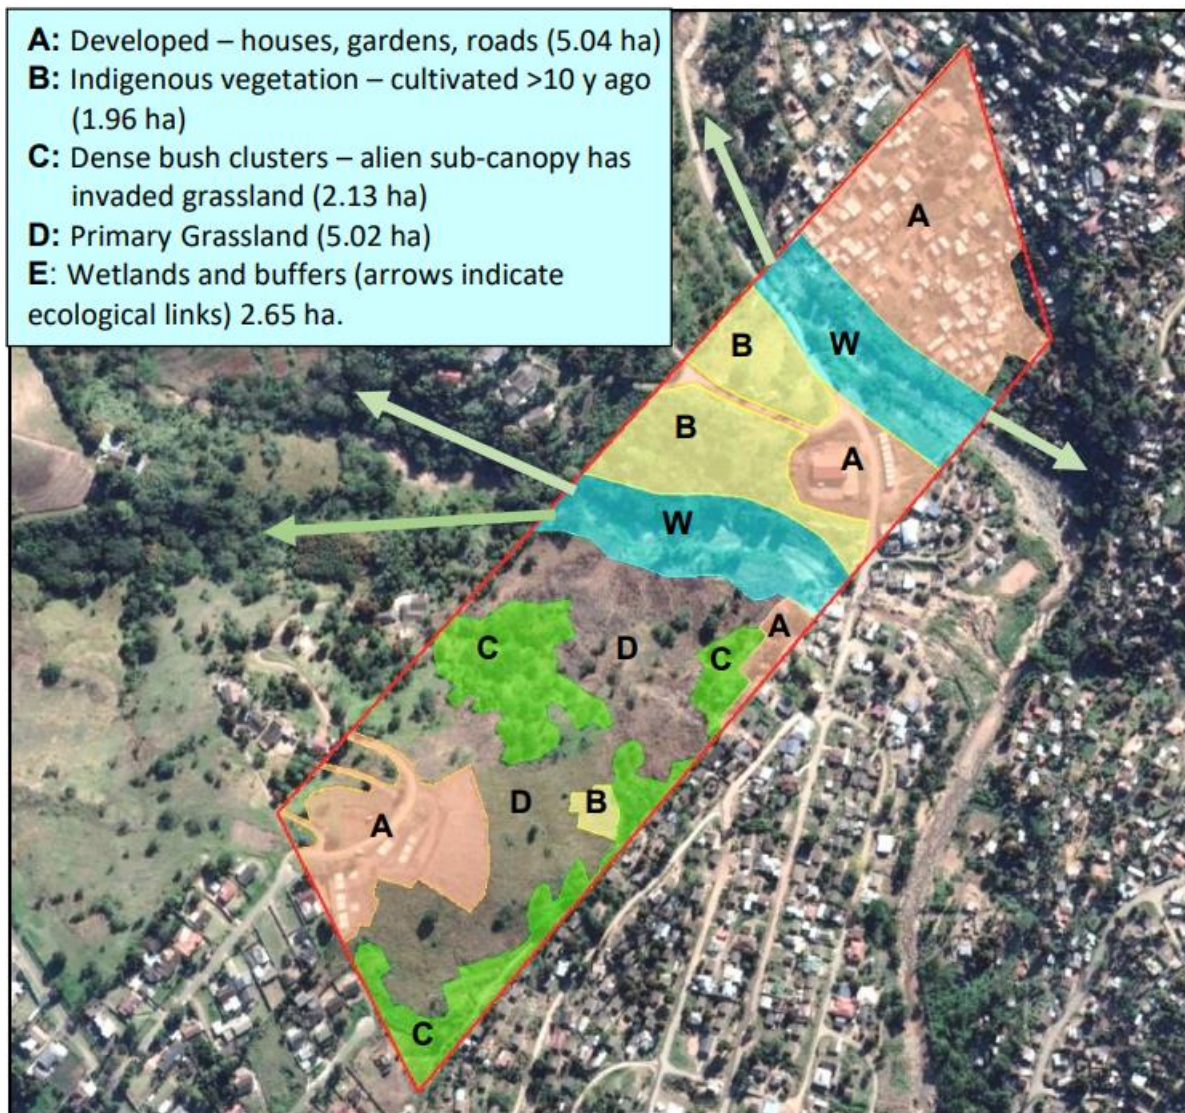 A: Developed – houses, gardens, roads (5.04 ha)
B: Indigenous vegetation – cultivated >10 y ago
(1.96 ha)
C: Dense bush clusters – alien sub-canopy has
invaded grassland (2.13 ha)
D: Primary Grassland (5.02 ha)
E: Wetlands and buffers (arrows indicate
ecological links) 2.65 ha.
A
B
W
B
A
W
A
C
D
C
D
B
A
C